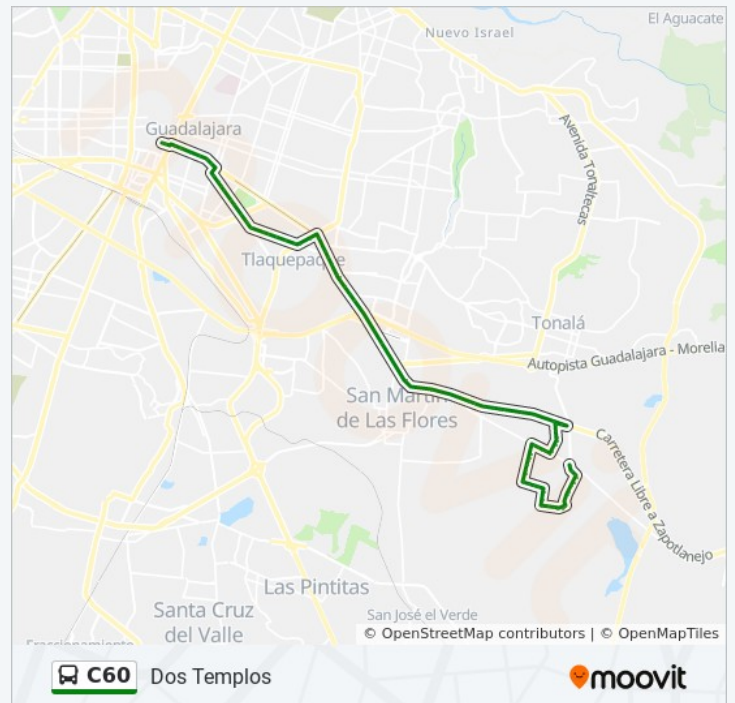 El Aguacate
Nuevo Israel
Avenida Tonaltecas
Guadalajara
Tlaquepaque
Tonalá
Autopista Guadalajara - Morelia
San Martín
de Las Flores
Carretera Libre a Zapotlanejo
Las Pintitas
Santa Cruz
del Valle
San José el Verde
Fraccionamiento
© OpenStreetMap contributors | © OpenMapTiles
C60 Dos Templos
moovit